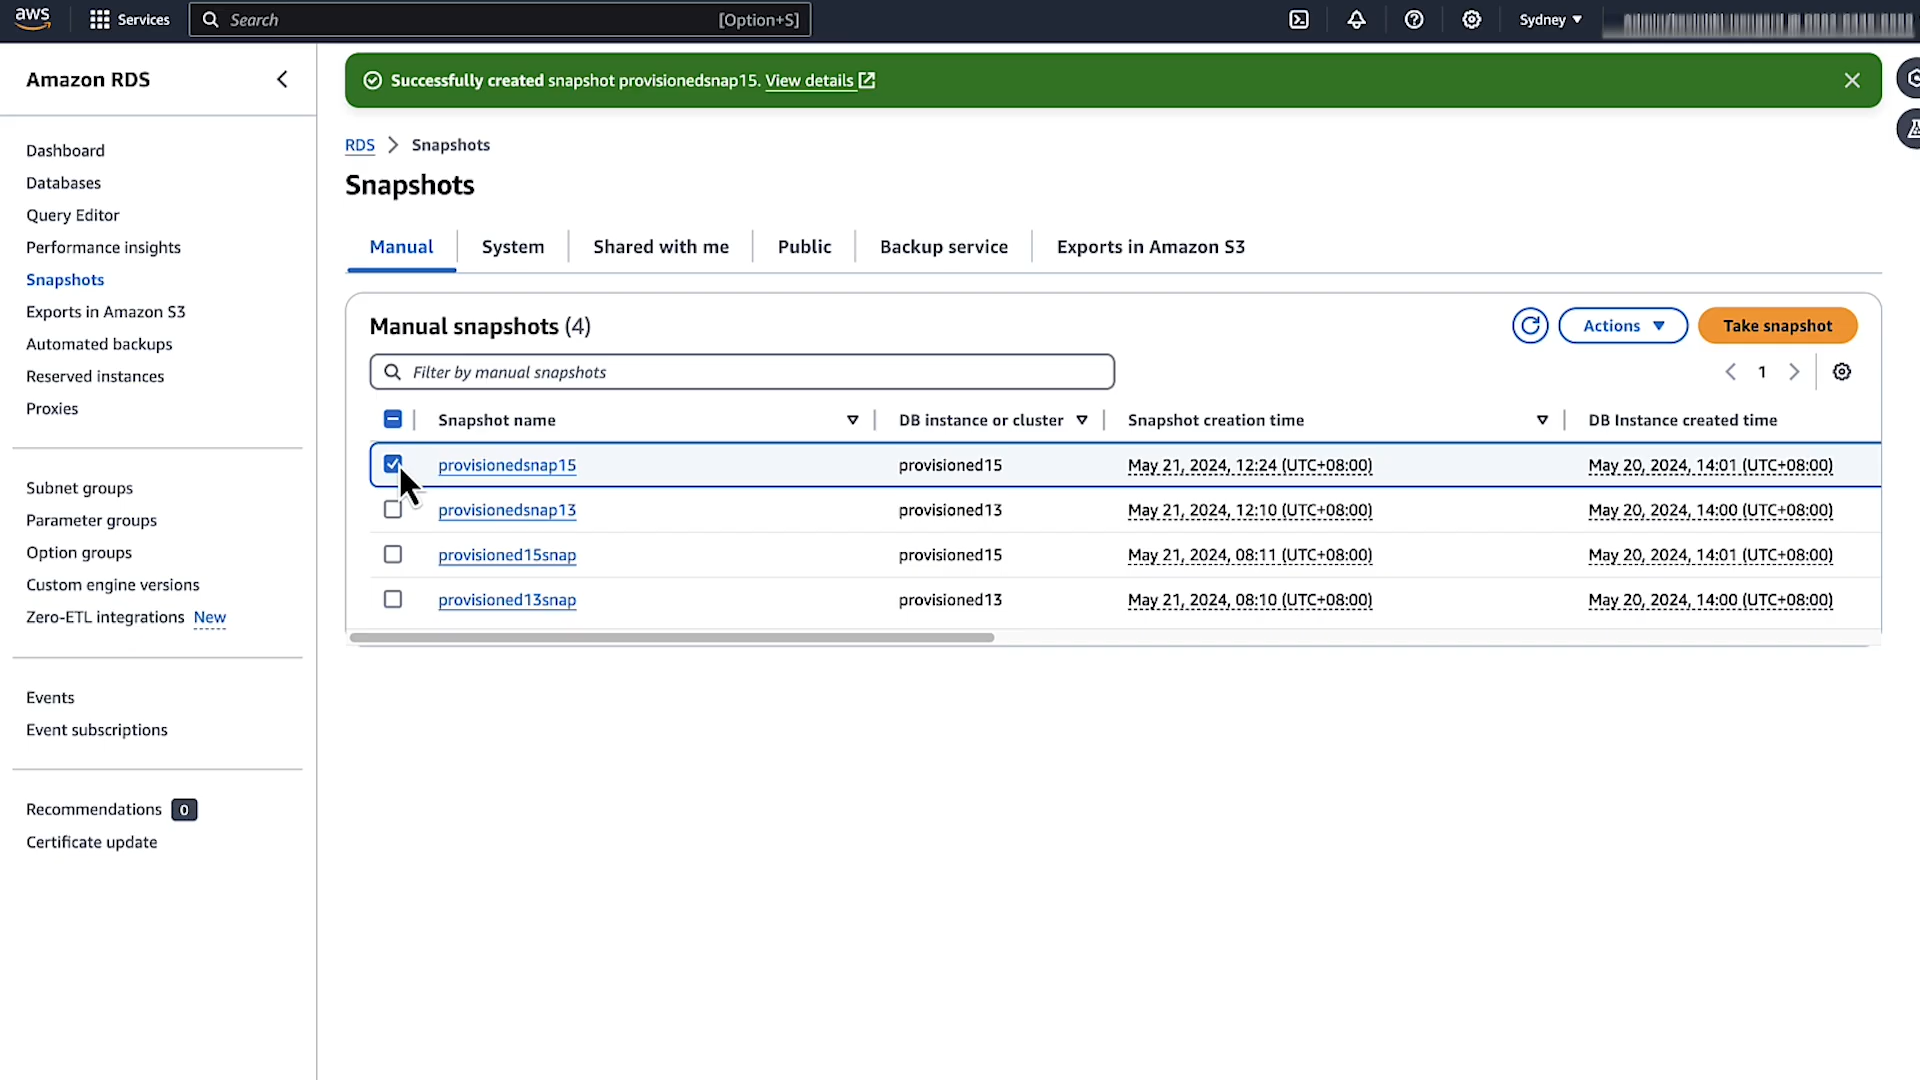 aws
Services
Search
[Option+S]
Sydney
Amazon RDS
Dashboard
Databases
Query Editor
Performance insights
Snapshots
Exports in Amazon S3
Automated backups
Reserved instances
Proxies
Subnet groups
Parameter groups
Option groups
Custom engine versions
Zero-ETL integrations New
Events
Event subscriptions
Recommendations 0
Certificate update
Successfully created snapshot provisionedsnap15. View details
RDS > Snapshots
Snapshots
Manual System Shared with me Public Backup service Exports in Amazon S3
Manual snapshots (4)
Actions
Take snapshot
Filter by manual snapshots
1
Snapshot name DB instance or cluster Snapshot creation time DB Instance created time
provisionedsnap15 provisioned15 May 21, 2024, 12:24 (UTC+08:00) May 20, 2024, 14:01 (UTC+08:00)
provisionedsnap13 provisioned13 May 21, 2024, 12:10 (UTC+08:00) May 20, 2024, 14:00 (UTC+08:00)
provisioned15snap provisioned15 May 21, 2024, 08:11 (UTC+08:00) May 20, 2024, 14:01 (UTC+08:00)
provisioned13snap provisioned13 May 21, 2024, 08:10 (UTC+08:00) May 20, 2024, 14:00 (UTC+08:00)